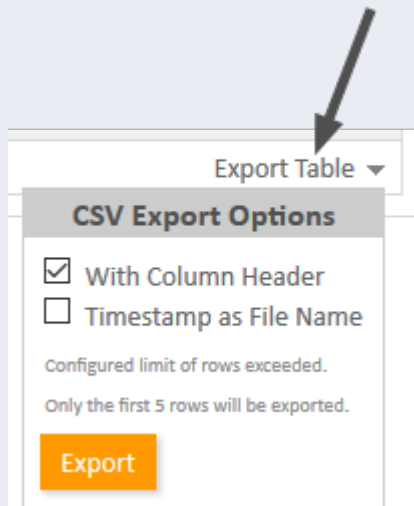 Export Table
CSV Export Options
With Column Header
Timestamp as File Name
Configured limit of rows exceeded.
Only the first 5 rows will be exported.
Export